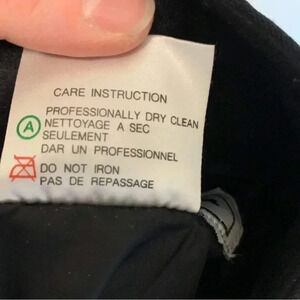 CARE INSTRUCTION
PROFESSIONALLY DRY CLEAN
A NETTOYAGE A SEC
SEULEMENT
DAR UN PROFESSIONNEL
DO NOT IRON
PAS DE REPASSAGE